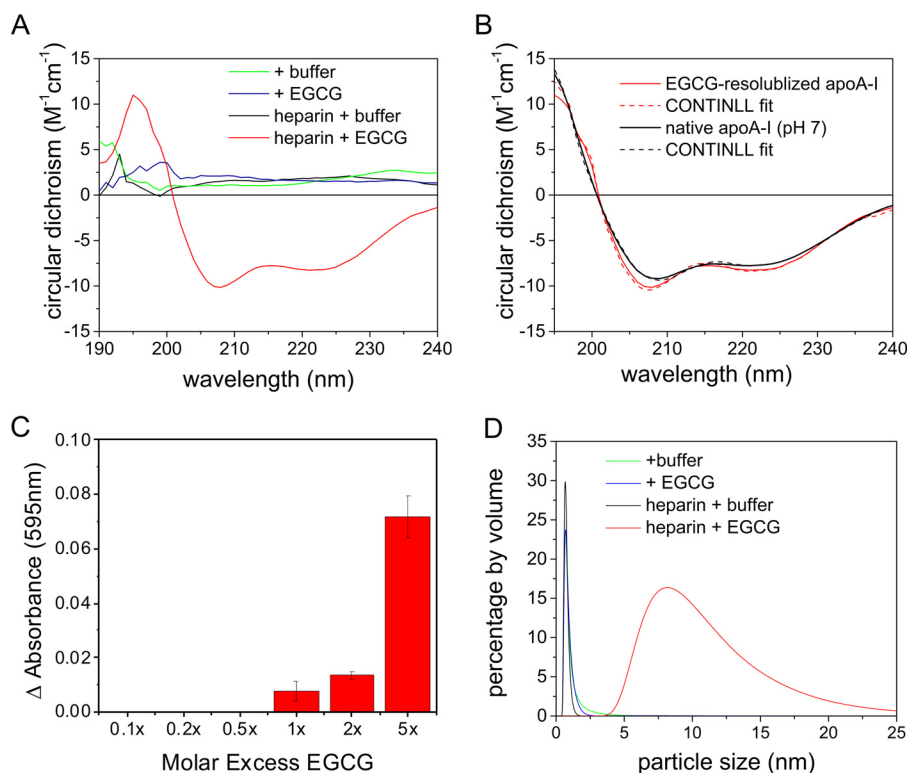 A
circular dichroism (M⁻¹cm⁻¹)
15
10
5
0
-5
-10
-15
+ buffer
+ EGCG
heparin + buffer
heparin + EGCG
190 200 210 220 230 240
wavelength (nm)
B
circular dichroism (M⁻¹cm⁻¹)
15
10
5
0
-5
-10
-15
EGCG-resolublized apoA-I
CONTINLL fit
native apoA-I (pH 7)
CONTINLL fit
200 210 220 230 240
wavelength (nm)
C
Δ Absorbance (595nm)
0.10
0.08
0.06
0.04
0.02
0.00
0.1x 0.2x 0.5x 1x 2x 5x
Molar Excess EGCG
D
percentage by volume
35
30
25
20
15
10
5
0
+buffer
+ EGCG
heparin + buffer
heparin + EGCG
0 5 10 15 20 25
particle size (nm)